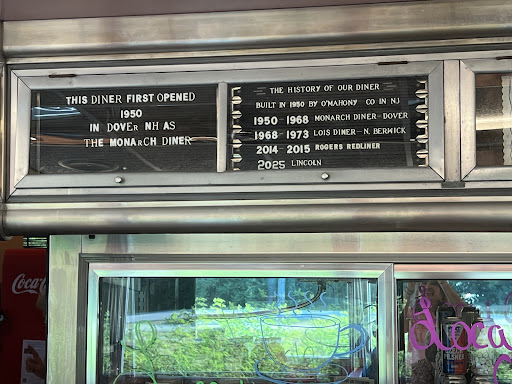 THIS DINER FIRST OPENED
1950
IN DOVER NH AS
THE MONARCH DINER
THE HISTORY OF OUR DINER
BUILT IN 1950 BY O'MAHONY CO IN NJ
1950 - 1968 MONARCH DINER-DOVER
1968 - 1973 LOIS DINER-N. BERWICK
2014 2015 ROGERS REDLINER
2025 LINCOLN
Coca
local
PILSNER